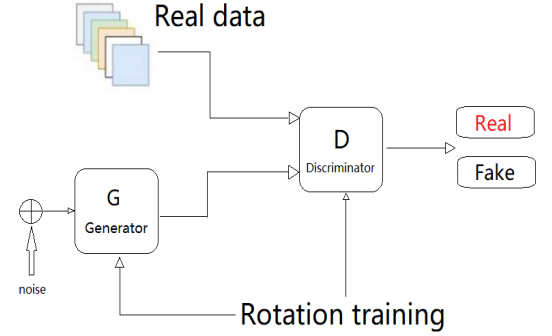 Real data
D
Discriminator
Real
Fake
G
Generator
noise
Rotation training